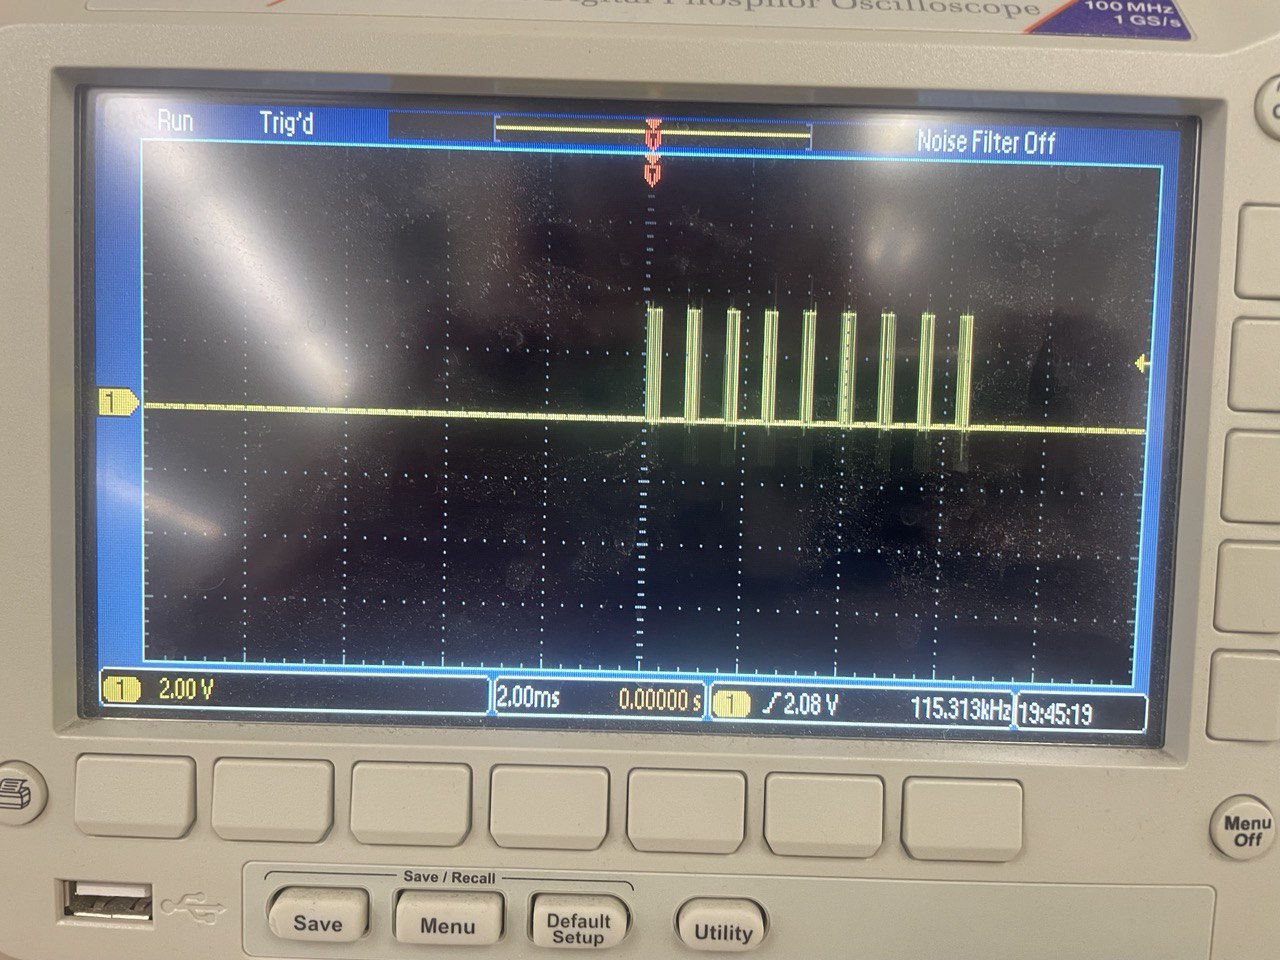 Digital Phosphor Oscilloscope
100 MHz
1 GS/s
Run
Trig'd
T
Noise Filter Off
T
1
1
2.00 V
2.00ms
0.00000 s
1
2.08 V
115.313kHz
19:45:19
Menu
Off
Save / Recall
Save
Menu
Default
Setup
Utility